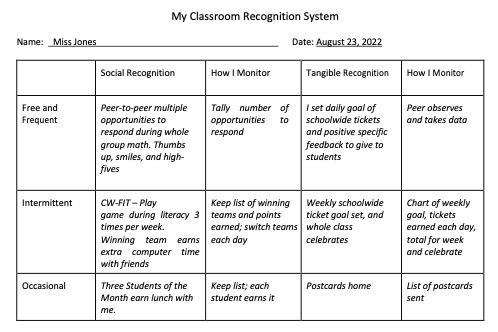 My Classroom Recognition System
Name: Miss Jones Date: August 23, 2022
Social Recognition How I Monitor Tangible Recognition How I Monitor
Free and
Frequent
Peer-to-peer multiple
opportunities to
respond during whole
group math. Thumbs
up, smiles, and high-
fives
Tally number of
opportunities to
respond
I set daily goal of
schoolwide tickets
and positive specific
feedback to give to
students
Peer observes
and takes data
Intermittent
CW-FIT – Play
game during literacy 3
times per week.
Winning team earns
extra computer time
with friends
Keep list of winning
teams and points
earned; switch teams
each day
Weekly schoolwide
ticket goal set, and
whole class
celebrates
Chart of weekly
goal, tickets
earned each day,
total for week
and celebrate
Occasional
Three Students of the
Month earn lunch with
me.
Keep list; each
student earns it
Postcards home
List of postcards
sent